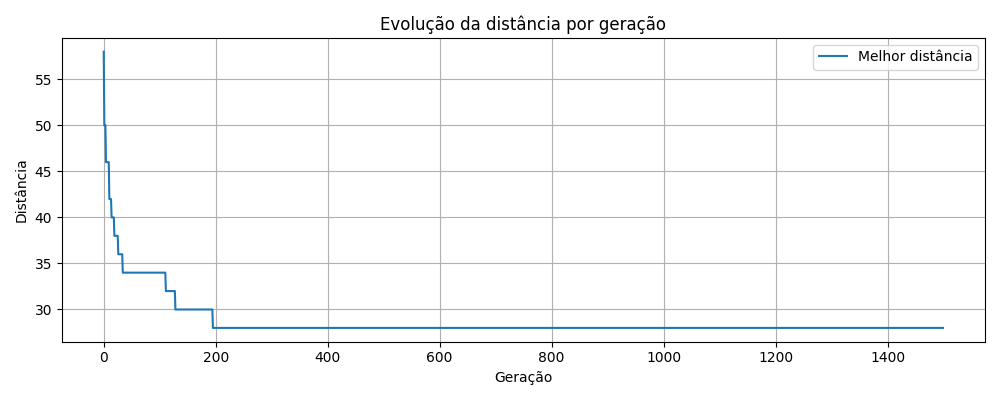 Evolução da distância por geração
Melhor distância
Distância
55
50
45
40
35
30
0 200 400 600 800 1000 1200 1400
Geração